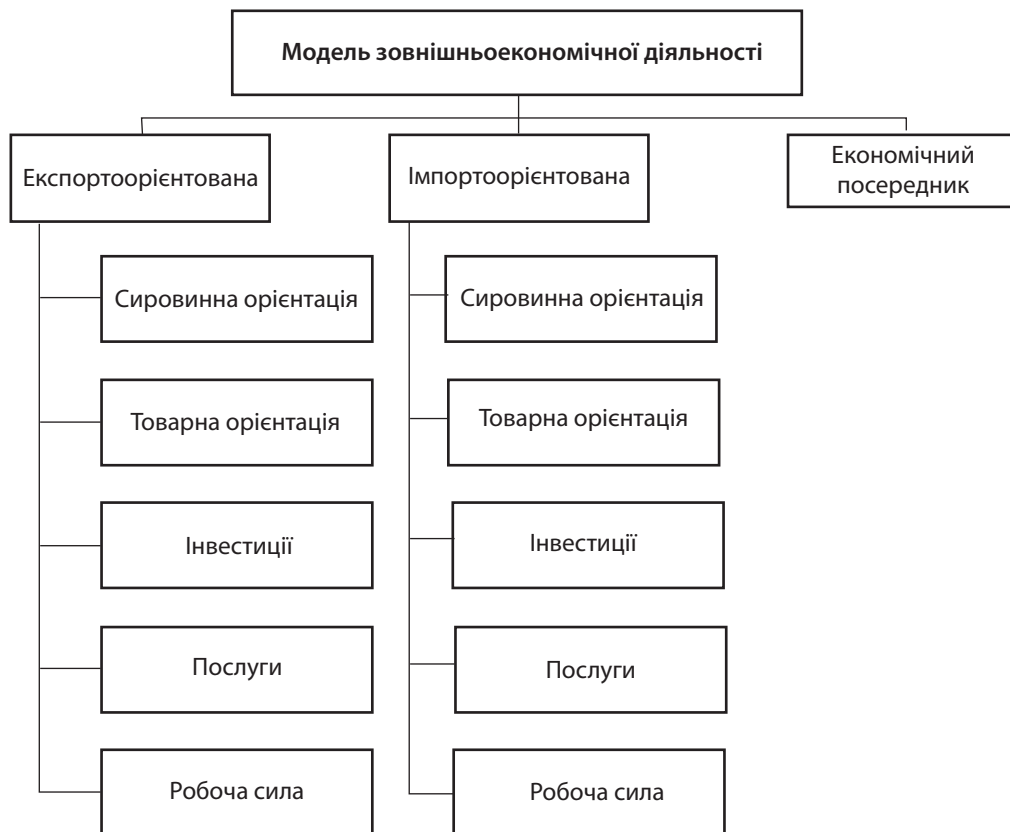 Модель зовнішньоекономічної діяльності
Експортоорієнтована
Імпортоорієнтована
Економічний
посередник
Сировинна орієнтація
Сировинна орієнтація
Товарна орієнтація
Товарна орієнтація
Інвестиції
Інвестиції
Послуги
Послуги
Робоча сила
Робоча сила